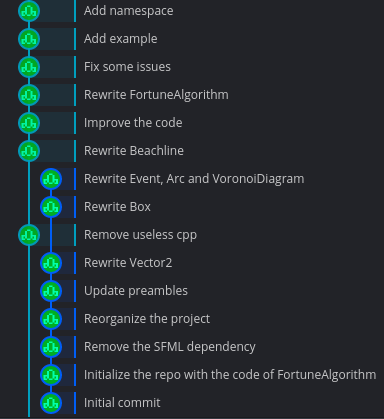 Add namespace
Add example
Fix some issues
Rewrite FortuneAlgorithm
Improve the code
Rewrite Beachline
Rewrite Event, Arc and VoronoiDiagram
Rewrite Box
Remove useless cpp
Rewrite Vector2
Update preambles
Reorganize the project
Remove the SFML dependency
Initialize the repo with the code of FortuneAlgorithm
Initial commit